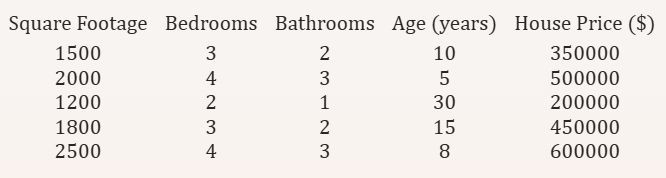 Square Footage Bedrooms Bathrooms Age (years) House Price ($)
1500 3 2 10 350000
2000 4 3 5 500000
1200 2 1 30 200000
1800 3 2 15 450000
2500 4 3 8 600000